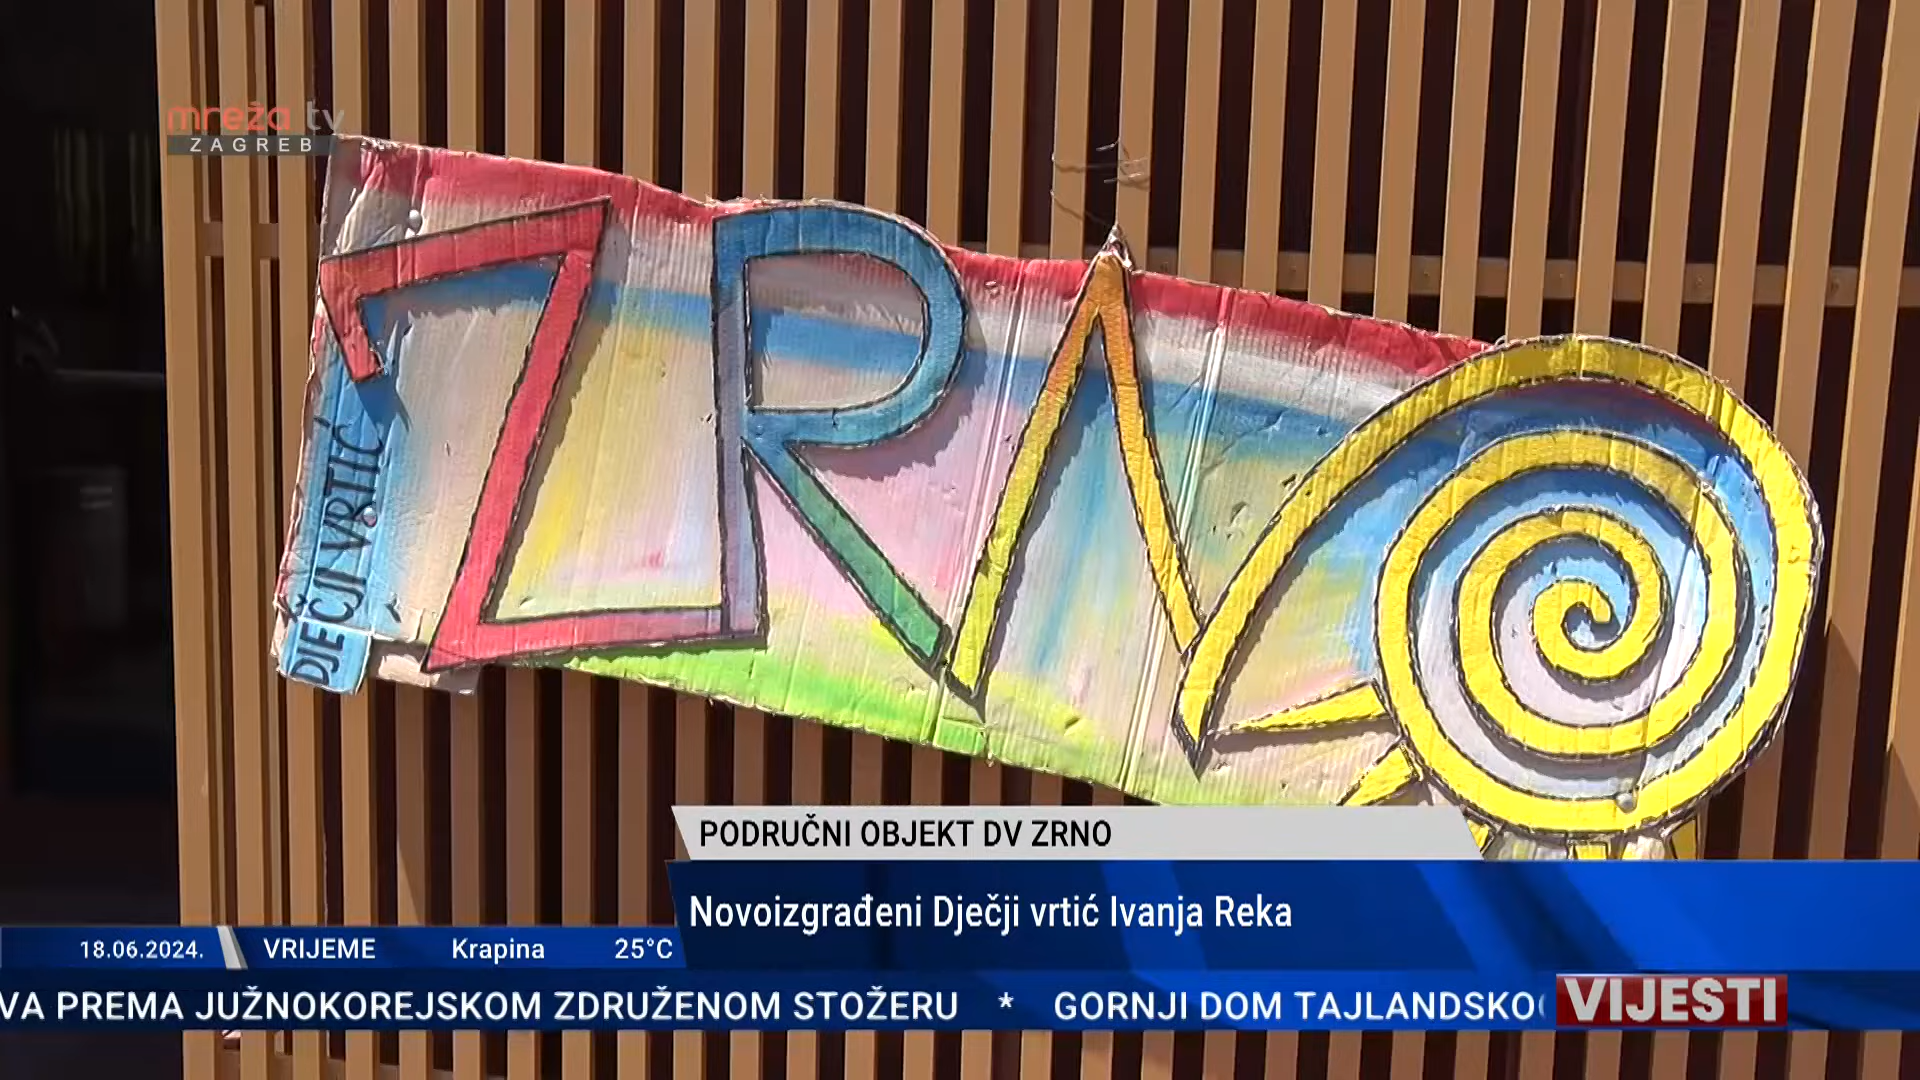 mreža tv
ZAGREB
DJEČJI VRTIĆ
ZRNO
PODRUČNI OBJEKT DV ZRNO
Novoizgrađeni Dječji vrtić Ivanja Reka
18.06.2024. VRIJEME Krapina 25°C
VA PREMA JUŽNOKOREJSKOM ZDRUŽENOM STOŽERU * GORNJI DOM TAJLANDSKO
VIJESTI